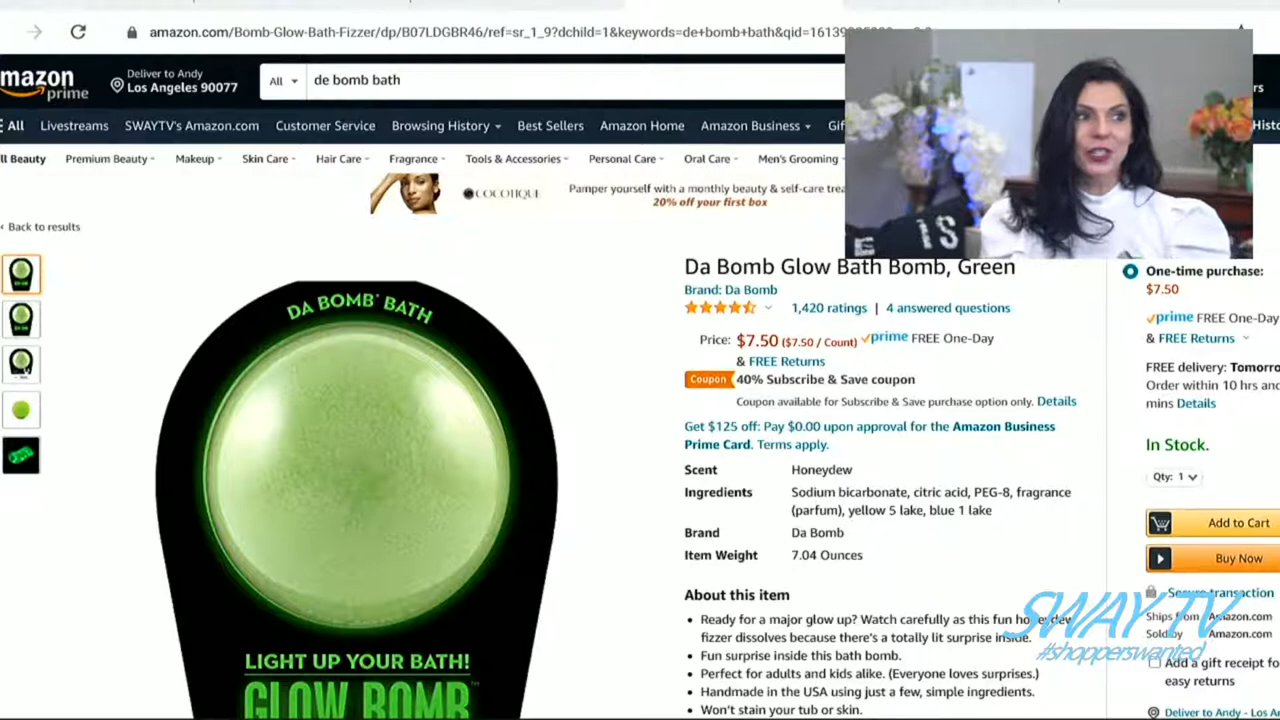 amazon.com/Bomb-Glow-Bath-Fizzer/dp/B07LDGBR46/ref=sr_1_9?dchild=1&keywords=de+bomb+bath&qid=16139
mazon prime
Deliver to Andy
Los Angeles 90077
All
de bomb bath
All
Livestreams
SWAYTV's Amazon.com
Customer Service
Browsing History
Best Sellers
Amazon Home
Amazon Business
ll Beauty
Premium Beauty
Makeup
Skin Care
Hair Care
Fragrance
Tools & Accessories
Personal Care
Oral Care
Men's Grooming
COCOTIQUE
Pamper yourself with a monthly beauty & self-care trea
20% off your first box
‹ Back to results
DA BOMB® BATH
LIGHT UP YOUR BATH!
GLOW BOMB™
Da Bomb Glow Bath Bomb, Green
Brand: Da Bomb
1,420 ratings | 4 answered questions
Price: $7.50 ($7.50 / Count) prime FREE One-Day
& FREE Returns
Coupon 40% Subscribe & Save coupon
Coupon available for Subscribe & Save purchase option only. Details
Get $125 off: Pay $0.00 upon approval for the Amazon Business
Prime Card. Terms apply.
Scent Honeydew
Ingredients Sodium bicarbonate, citric acid, PEG-8, fragrance
(parfum), yellow 5 lake, blue 1 lake
Brand Da Bomb
Item Weight 7.04 Ounces
About this item
• Ready for a major glow up? Watch carefully as this fun honeydew
fizzer dissolves because there's a totally lit surprise inside.
• Fun surprise inside this bath bomb.
• Perfect for adults and kids alike. (Everyone loves surprises.)
• Handmade in the USA using just a few, simple ingredients.
• Won't stain your tub or skin.
One-time purchase:
$7.50
prime FREE One-Day
& FREE Returns
FREE delivery: Tomorro
Order within 10 hrs and
mins Details
In Stock.
Qty: 1
Add to Cart
Buy Now
Secure transaction
Ships from Amazon.com
Sold by Amazon.com
Add a gift receipt fo
easy returns
Deliver to Andy - Los A
SWAY TV
#shopperswanted